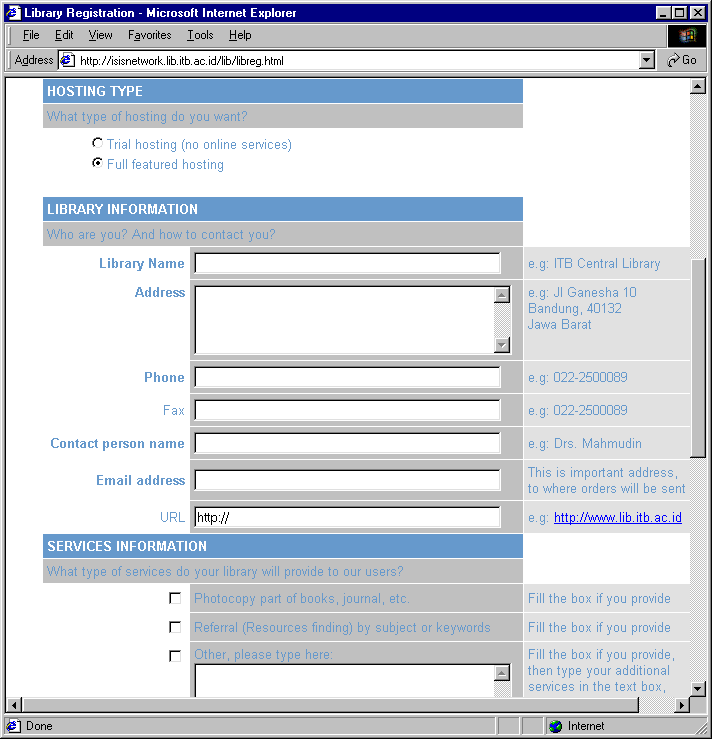 Library Registration - Microsoft Internet Explorer
File Edit View Favorites Tools Help
Address http://isisnetwork.lib.itb.ac.id/lib/libreg.html Go
HOSTING TYPE
What type of hosting do you want?
Trial hosting (no online services)
Full featured hosting
LIBRARY INFORMATION
Who are you? And how to contact you?
Library Name e.g: ITB Central Library
Address e.g: Jl Ganesha 10
Bandung, 40132
Jawa Barat
Phone e.g: 022-2500089
Fax e.g: 022-2500089
Contact person name e.g: Drs. Mahmudin
Email address This is important address,
to where orders will be sent
URL http:// e.g: http://www.lib.itb.ac.id
SERVICES INFORMATION
What type of services do your library will provide to our users?
Photocopy part of books, journal, etc. Fill the box if you provide
Referral (Resources finding) by subject or keywords Fill the box if you provide
Other, please type here: Fill the box if you provide,
then type your additional
services in the text box,
Done Internet